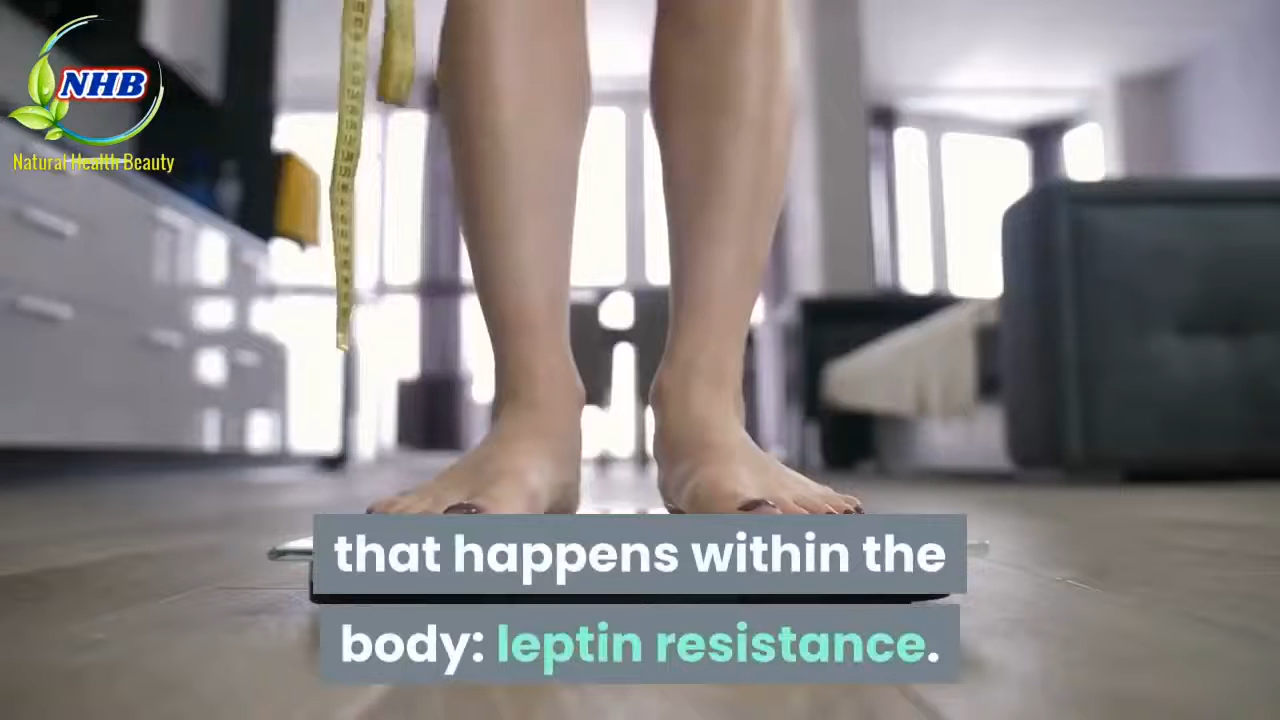 NHB
Natural Health Beauty
that happens within the
body: leptin resistance.